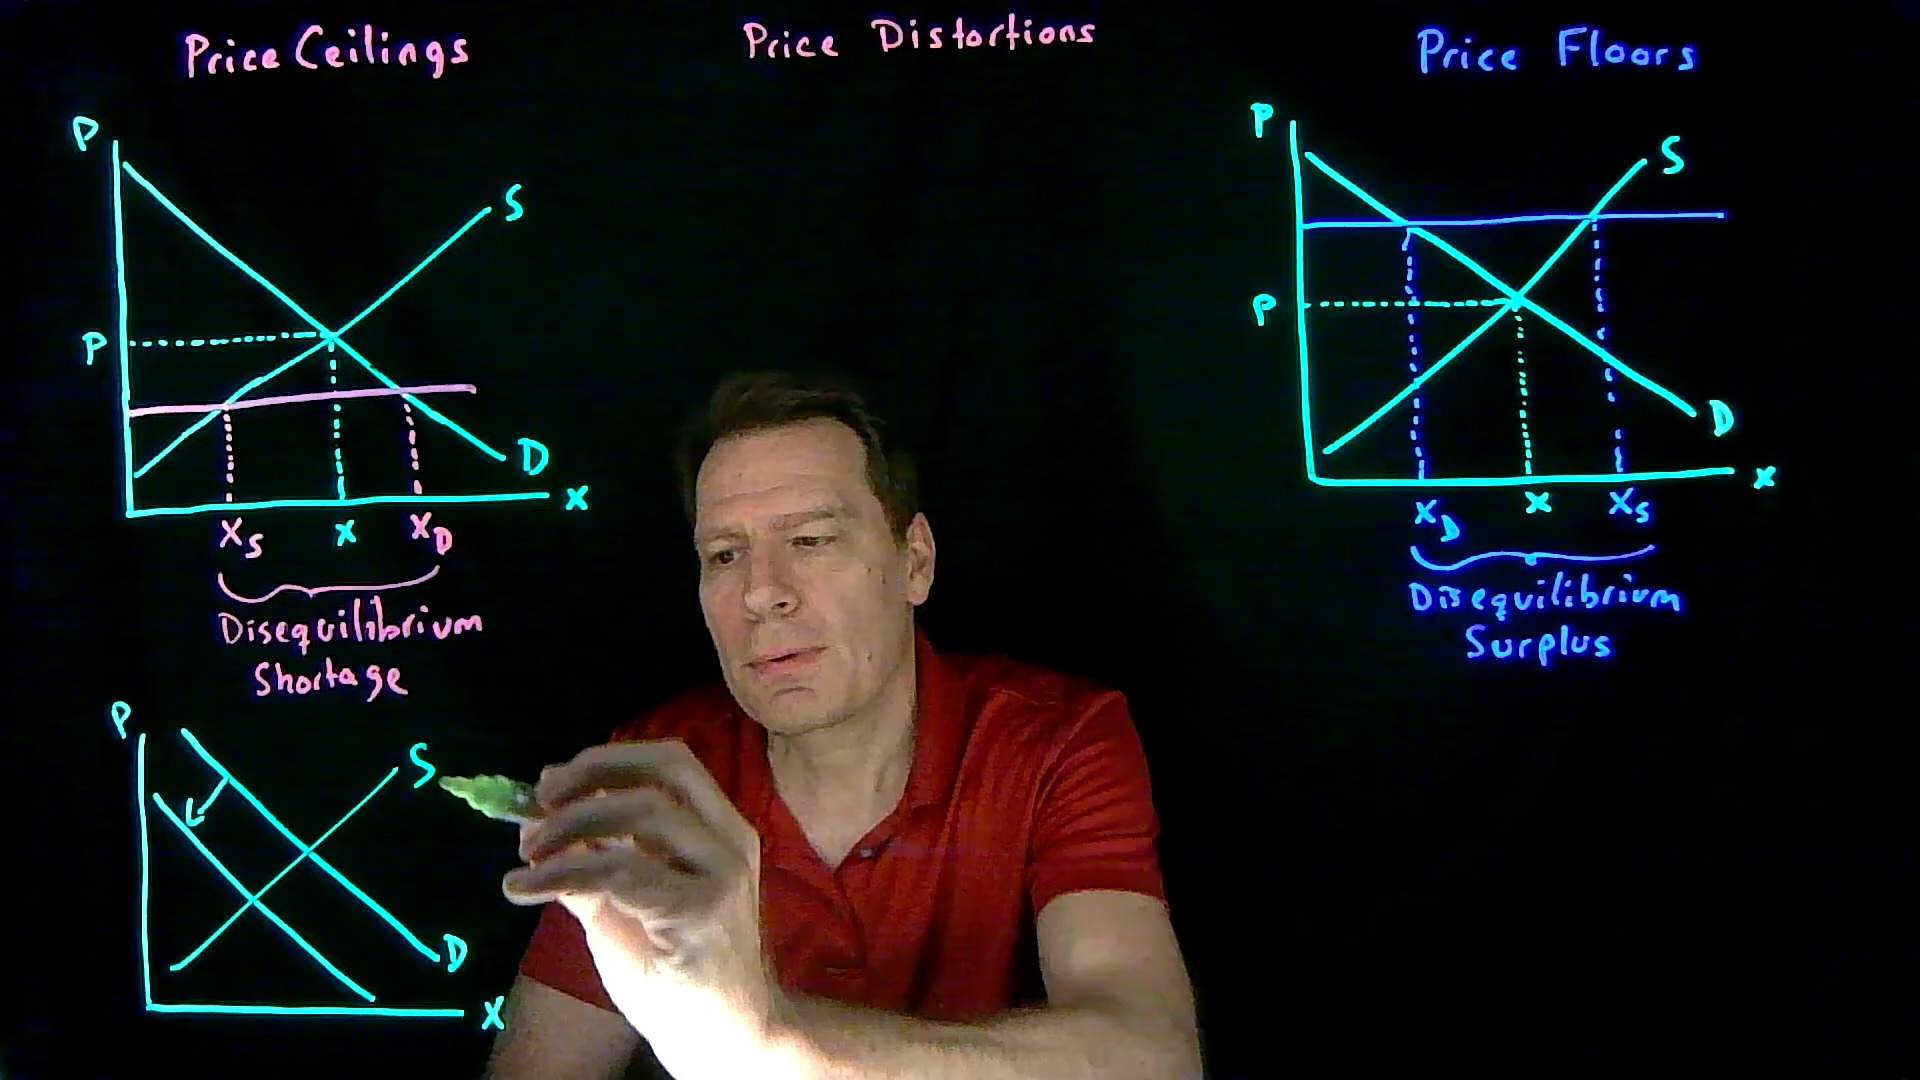 Price Ceilings
Price Distortions
Price Floors
P
S
P
D
X
XS
X
XD
Disequilibrium
Shortage
P
S
D
X
P
S
P
D
X
XD
X
XS
Disequilibrium
Surplus